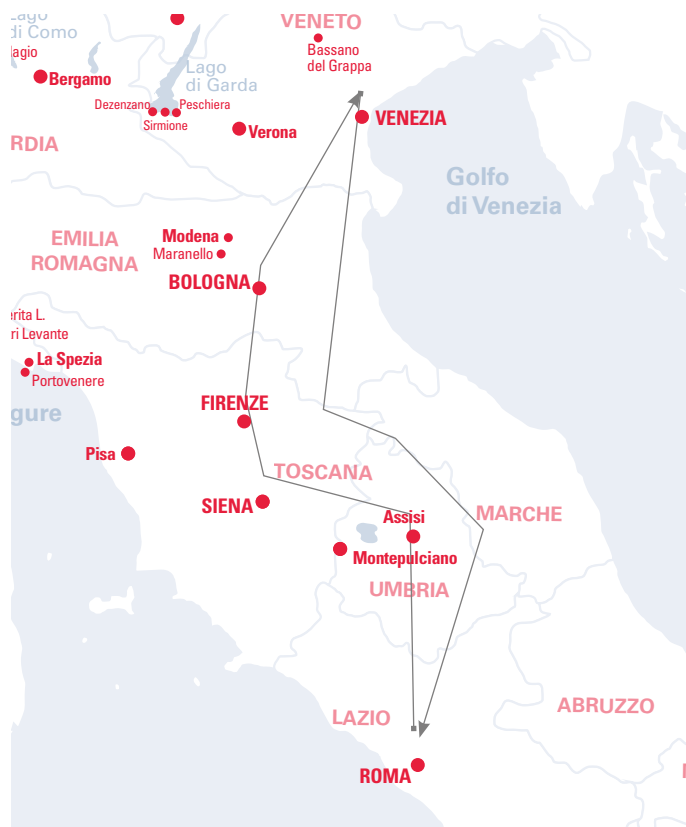 Lago
di Como
VENETO
Bassano
del Grappa
Bergamo
Lago
di Garda
Dezenzano
Peschiera
Sirmione
Verona
VENEZIA
RDIA
Golfo
di Venezia
EMILIA
ROMAGNA
Modena
Maranello
BOLOGNA
erita L.
ri Levante
La Spezia
Portovenere
FIRENZE
gure
Pisa
TOSCANA
SIENA
Assisi
MARCHE
Montepulciano
UMBRIA
LAZIO
ABRUZZO
ROMA